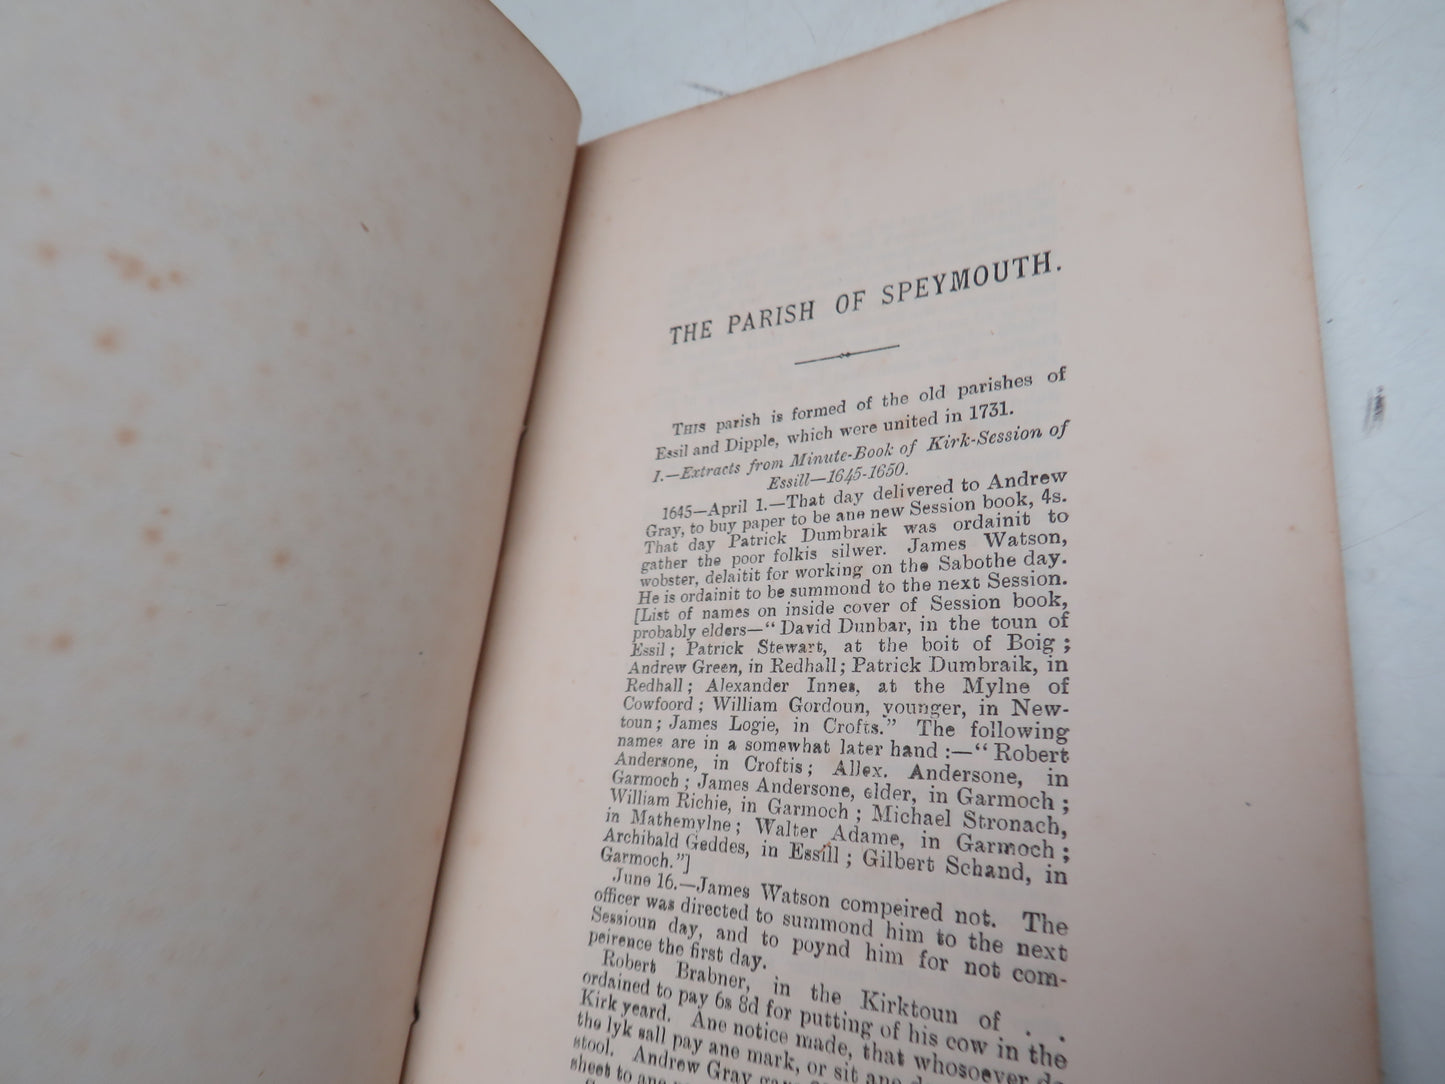 THE PARISH OF SPEYMOUTH.
THIS parish is formed of the old parishes of
Essil and Dipple, which were united in 1731.
I.—Extracts from Minute-Book of Kirk-Session of
Essill—1645-1650.
1645—April 1.—That day delivered to Andrew
Gray, to buy paper to be ane new Session book, 4s.
That day Patrick Dumbraik was ordainit to
gather the poor folkis silwer. James Watson,
wobster, delaitit for working on the Sabothe day.
He is ordainit to be summond to the next Session.
[List of names on inside cover of Session book,
probably elders—"David Dunbar, in the toun of
Essil; Patrick Stewart, at the boit of Boig;
Andrew Green, in Redhall; Patrick Dumbraik, in
Redhall; Alexander Innes, at the Mylne of
Cowfoord; William Gordoun, younger, in New-
toun; James Logie, in Crofts." The following
names are in a somewhat later hand:—"Robert
Andersone, in Croftis; Allex. Andersone, in
Garmoch; James Andersone, elder, in Garmoch;
William Richie, in Garmoch; Michael Stronach,
in Mathemylne; Walter Adame, in Garmoch;
Archibald Geddes, in Essill; Gilbert Schand, in
Garmoch."]
June 16.—James Watson compeired not. The
officer was directed to summond him to the next
Sessioun day, and to poynd him for not com-
peirence the first day.
Robert Brabner, in the Kirktoun of . .
ordained to pay 6s 8d for putting of his cow in the
Kirk yeard. Ane notice made, that whosoever do
the lyk sall pay ane mark, or sit ane
stool. Andrew Gray
sheet to ane